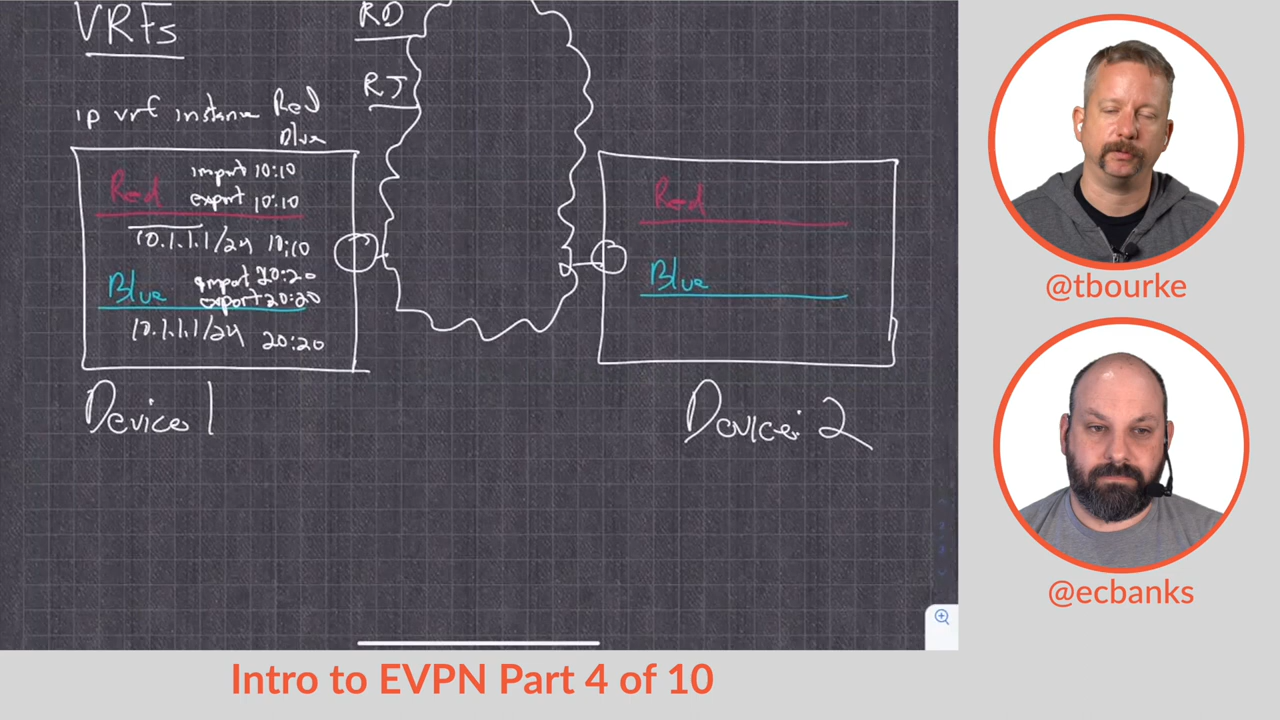 VRFs
RD
RT
ip vrf instance Red
Blue
Red
import 10:10
export 10:10
10.1.1.1/24 10:10
Blue
import 20:20
export 20:20
10.1.1.1/24 20:20
Device 1
Red
Blue
Device 2
@tbourke
@ecbanks
Intro to EVPN Part 4 of 10